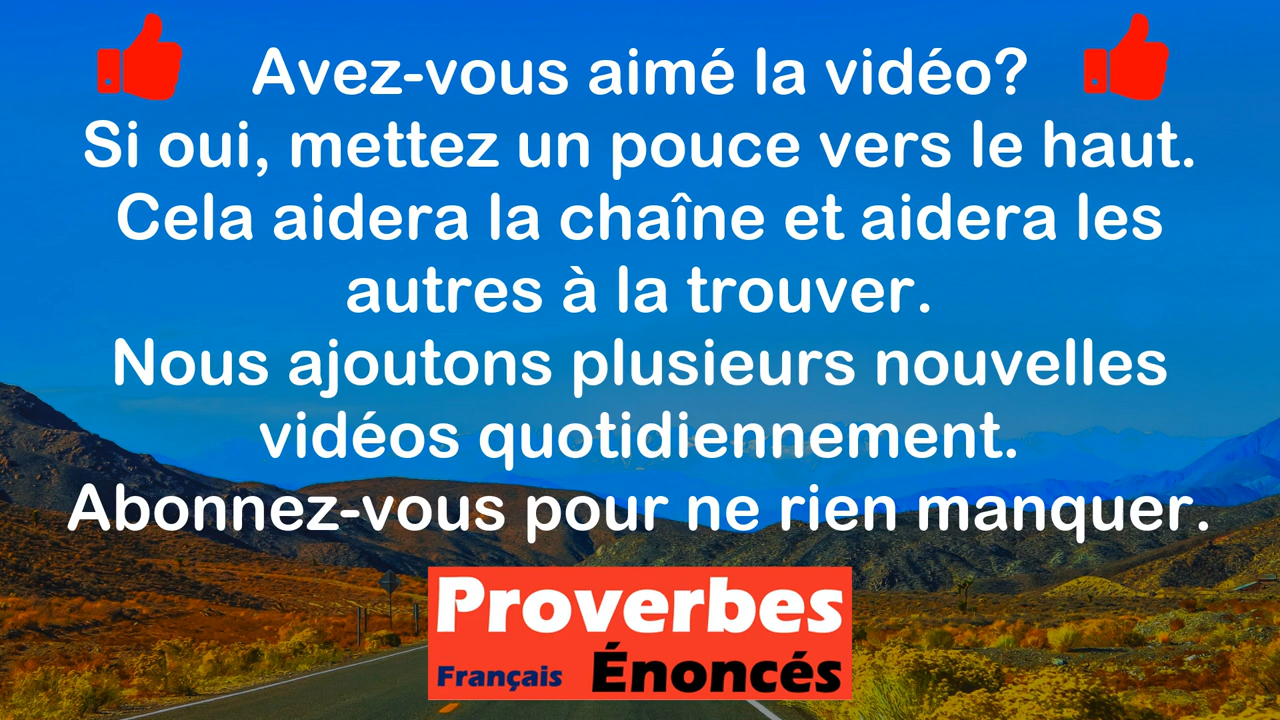 Avez-vous aimé la vidéo?
Si oui, mettez un pouce vers le haut.
Cela aidera la chaîne et aidera les
autres à la trouver.
Nous ajoutons plusieurs nouvelles
vidéos quotidiennement.
Abonnez-vous pour ne rien manquer.
Proverbes
Français Énoncés